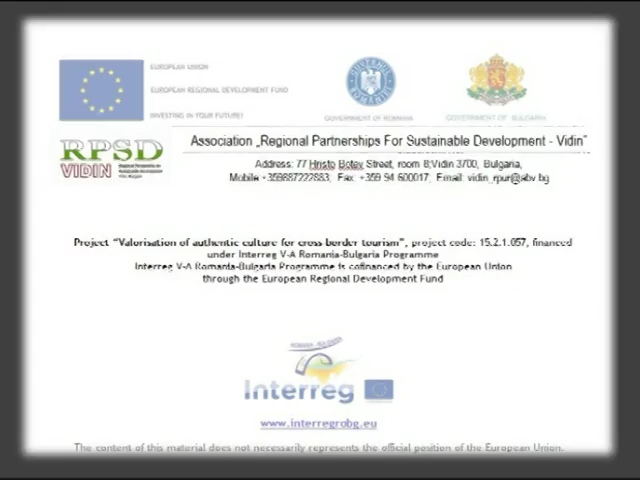 EUROPEAN UNION
EUROPEAN REGIONAL DEVELOPMENT FUND
INVESTING IN YOUR FUTURE!
GUVERNUL ROMÂNIEI
GOVERNMENT OF ROMANIA
GOVERNMENT OF BULGARIA
RPSD
VIDIN
Association „Regional Partnerships For Sustainable Development - Vidin”
Address: 77 Hristo Botev Street, room 8;Vidin 3700, Bulgaria,
Mobile +359887222883; Fax: +359 94 600017; Email: vidin_rpur@abv.bg
Project “Valorisation of authentic culture for cross border tourism”, project code: 15.2.1.057, financed
under Interreg V-A Romania-Bulgaria Programme
Interreg V-A Romania-Bulgaria Programme is cofinanced by the European Union
through the European Regional Development Fund
ROMANIA-BULGARIA
Interreg
www.interregrobg.eu
The content of this material does not necessarily represents the official position of the European Union.